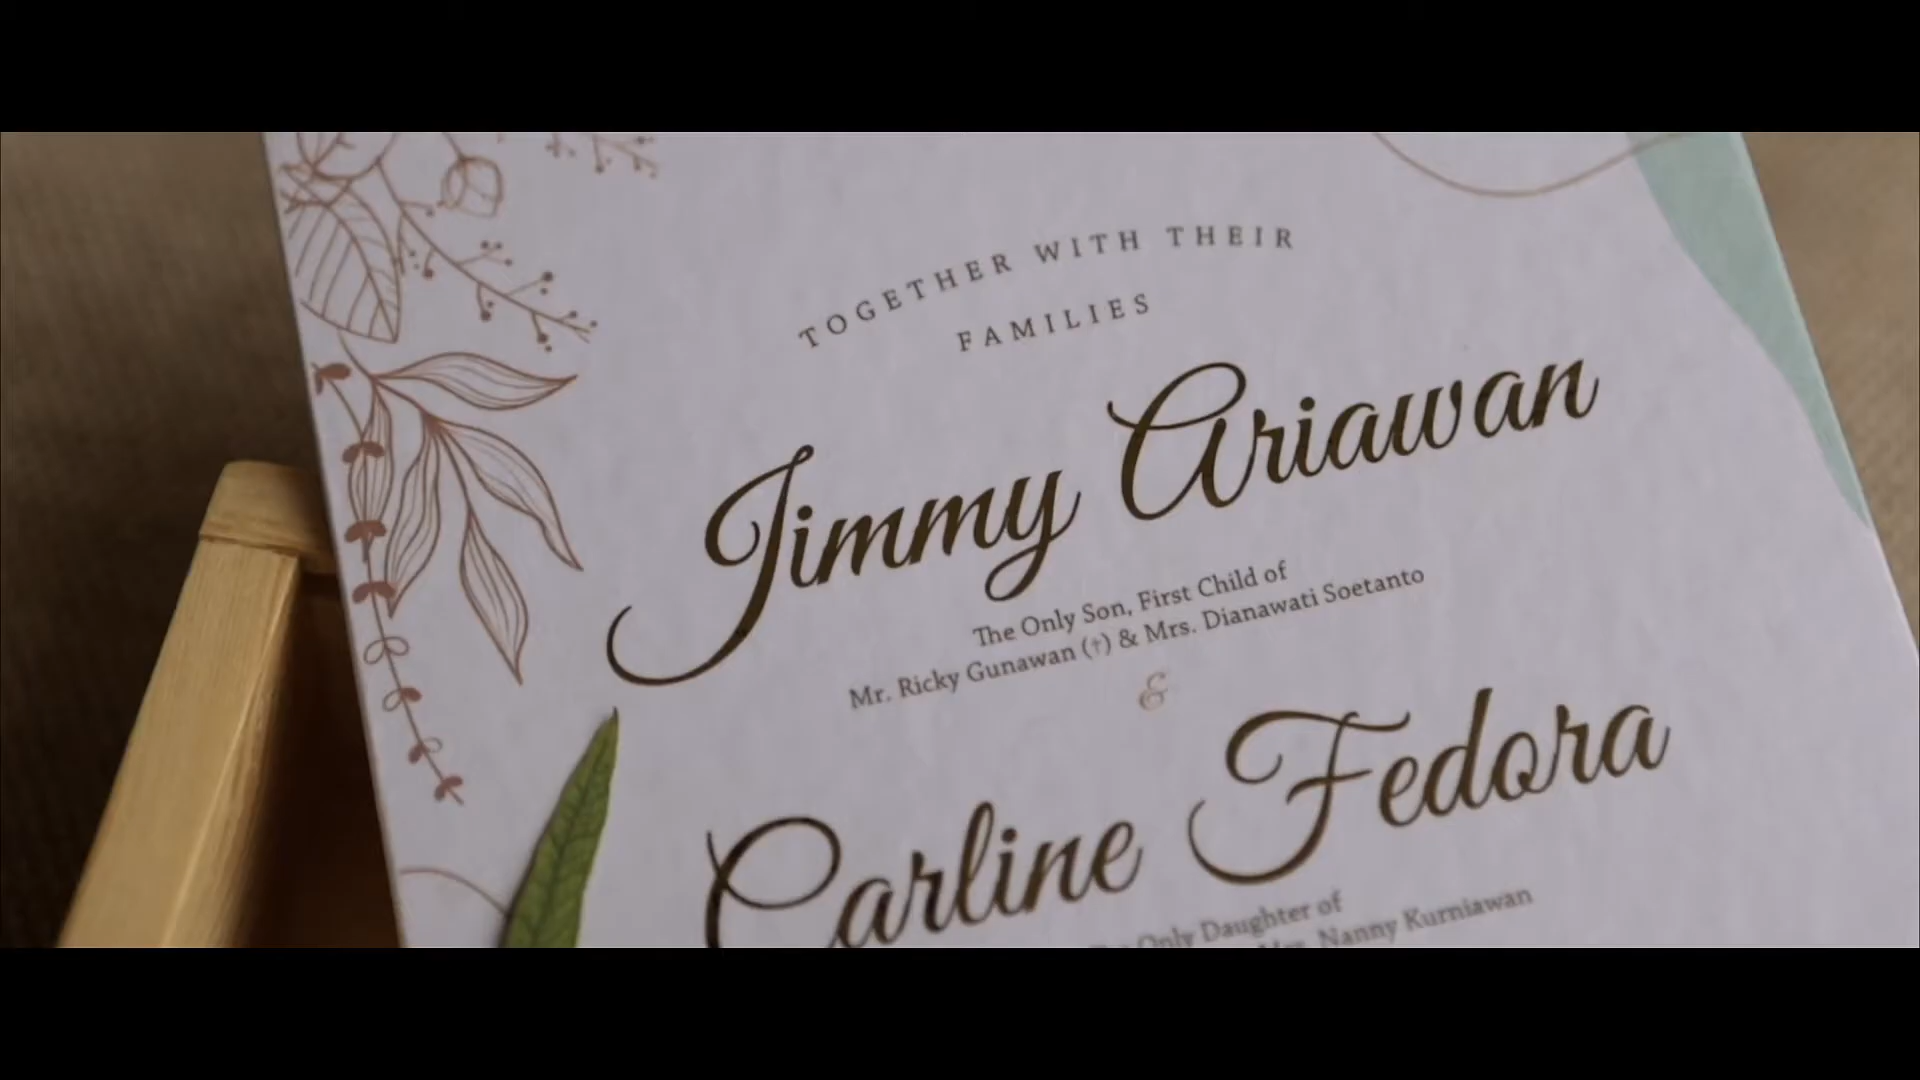 TOGETHER WITH THEIR
FAMILIES
Jimmy Ariawan
The Only Son, First Child of
Mr. Ricky Gunawan (†) & Mrs. Dianawati Soetanto
&
Carline Fedora
Only Daughter of
Mrs. Nanny Kurniawan